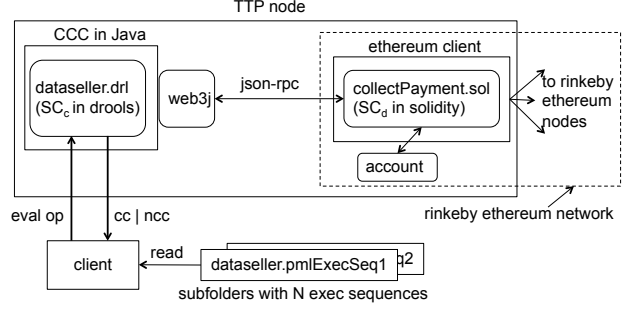 TTP node
CCC in Java
ethereum client
dataseller.drl
(SCc in drools)
web3j
json-rpc
collectPayment.sol
(SCd in solidity)
to rinkeby
ethereum
nodes
account
eval op
cc | ncc
rinkeby ethereum network
client
read
dataseller.pmlExecSeq1
q2
subfolders with N exec sequences